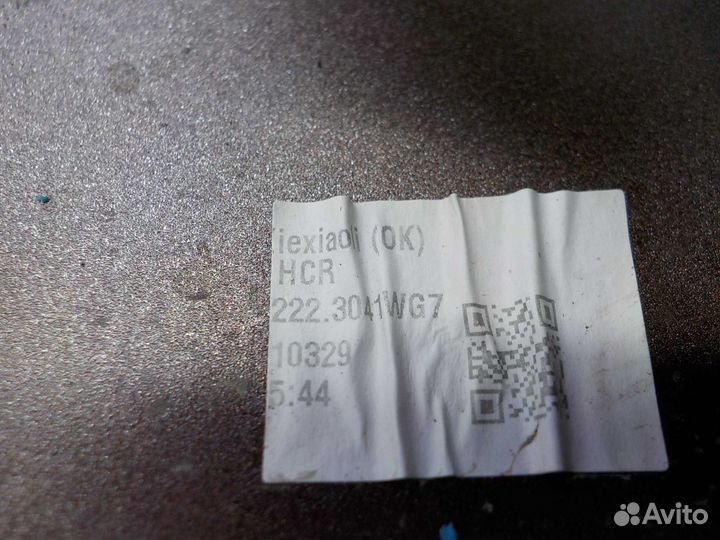 iexiaoli (OK)
HCR
222.3041WG7
10329
5:44
Avito